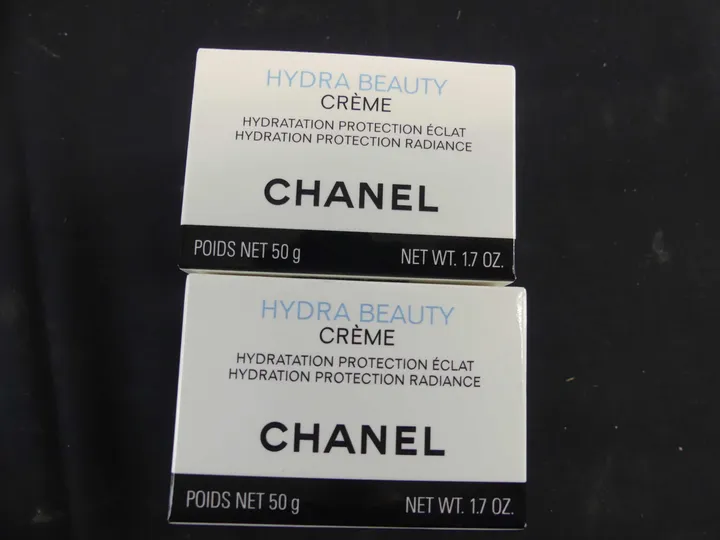 HYDRA BEAUTY
CRÈME
HYDRATATION PROTECTION ÉCLAT
HYDRATION PROTECTION RADIANCE
CHANEL
POIDS NET 50 g NET WT. 1.7 OZ.
HYDRA BEAUTY
CRÈME
HYDRATATION PROTECTION ÉCLAT
HYDRATION PROTECTION RADIANCE
CHANEL
POIDS NET 50 g NET WT. 1.7 OZ.